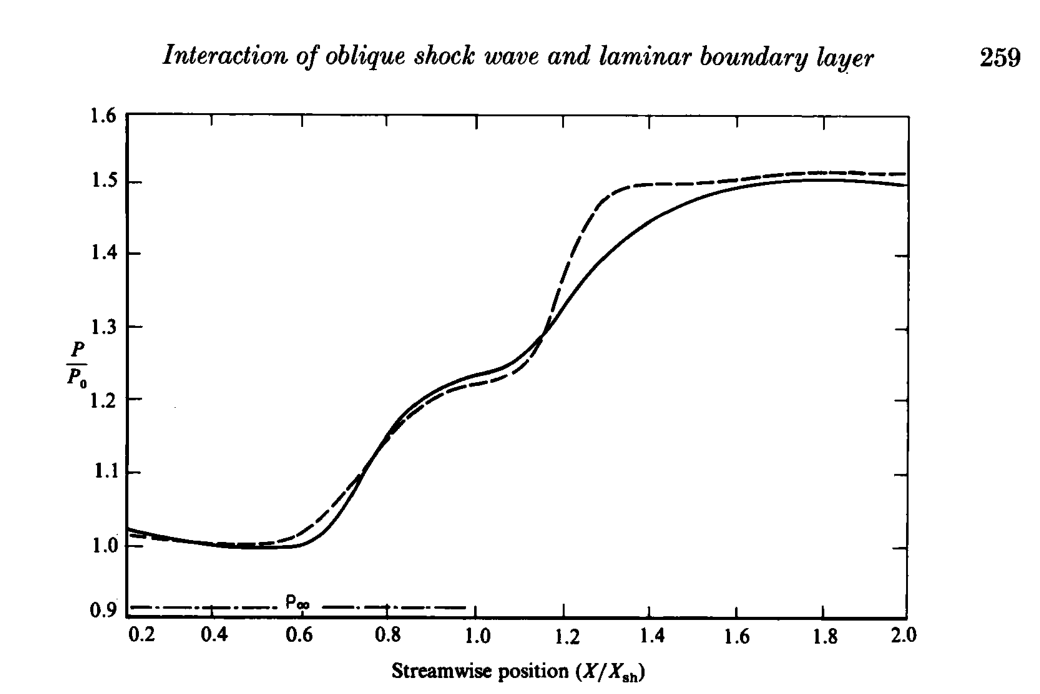 Interaction of oblique shock wave and laminar boundary layer 259
1.6
1.5
1.4
1.3
P/P₀
1.2
1.1
1.0
0.9
P∞
0.2 0.4 0.6 0.8 1.0 1.2 1.4 1.6 1.8 2.0
Streamwise position (X/Xsh)